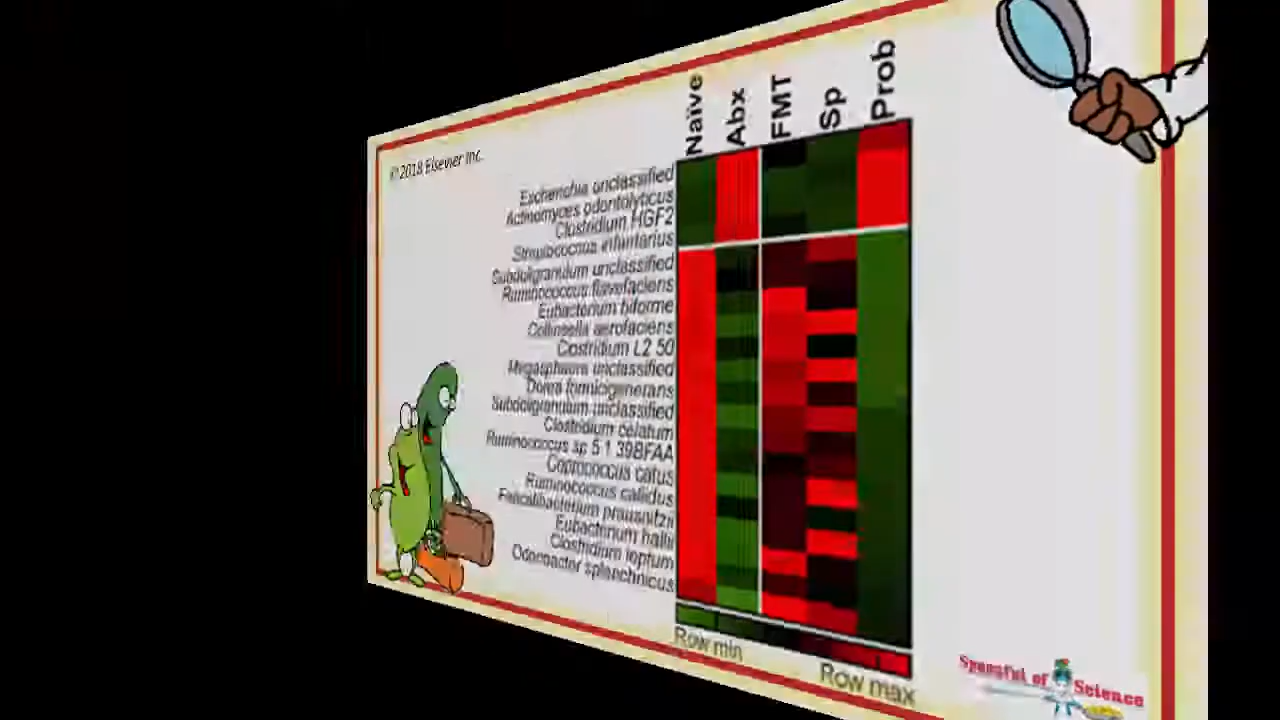 © 2018 Elsevier Inc.
Naïve
Abx
FMT
Sp
Prob
Escherichia unclassified
Actinomyces odontolyticus
Clostridium HGF2
Streptococcus infantarius
Subdoligranulum unclassified
Ruminococcus flavefaciens
Eubacterium biforme
Collinsella aerofaciens
Clostridium L2 50
Megasphaera unclassified
Dorea formicigenerans
Subdoligranulum unclassified
Clostridium celatum
Ruminococcus sp 5 1 39BFAA
Coprococcus catus
Ruminococcus calidus
Faecalibacterium prausnitzii
Eubacterium hallii
Clostridium leptum
Odoribacter splanchnicus
Row min
Row max
Spoonful of Science